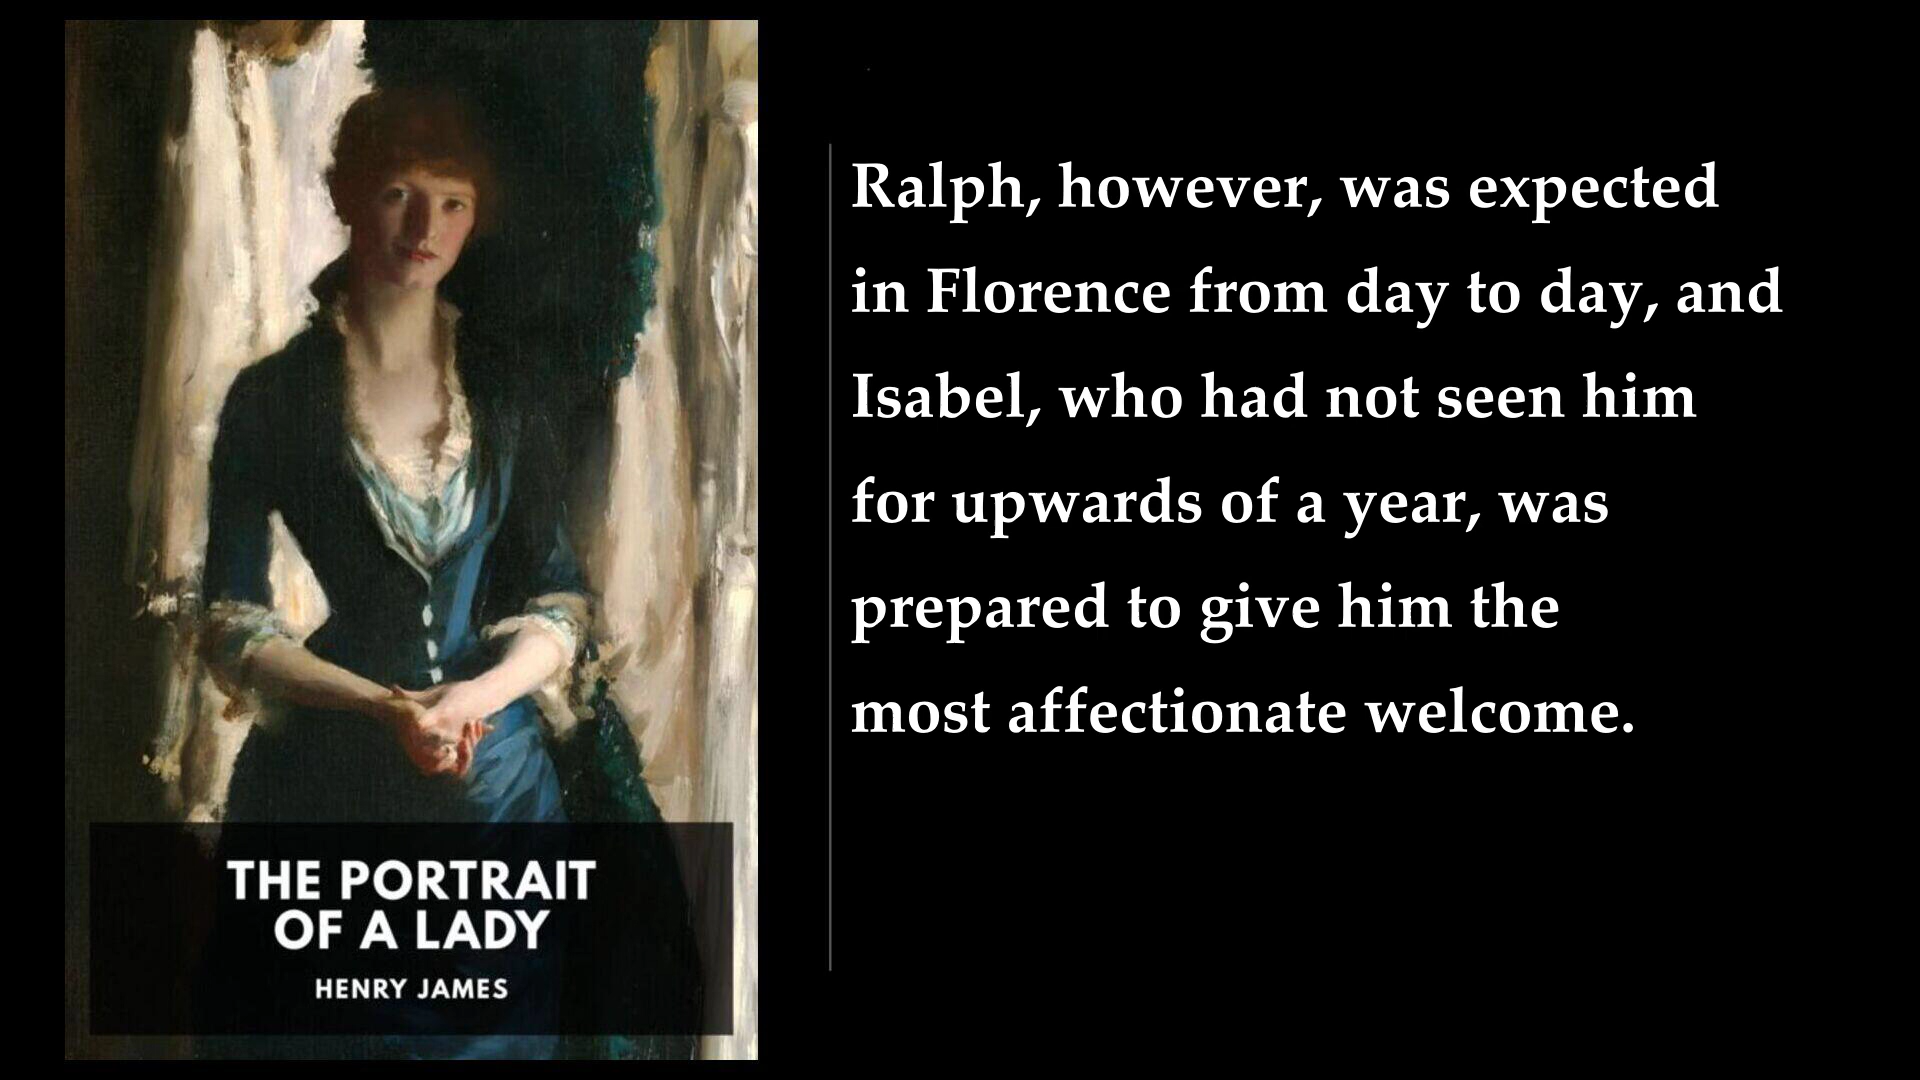 THE PORTRAIT
OF A LADY
HENRY JAMES
Ralph, however, was expected
in Florence from day to day, and
Isabel, who had not seen him
for upwards of a year, was
prepared to give him the
most affectionate welcome.